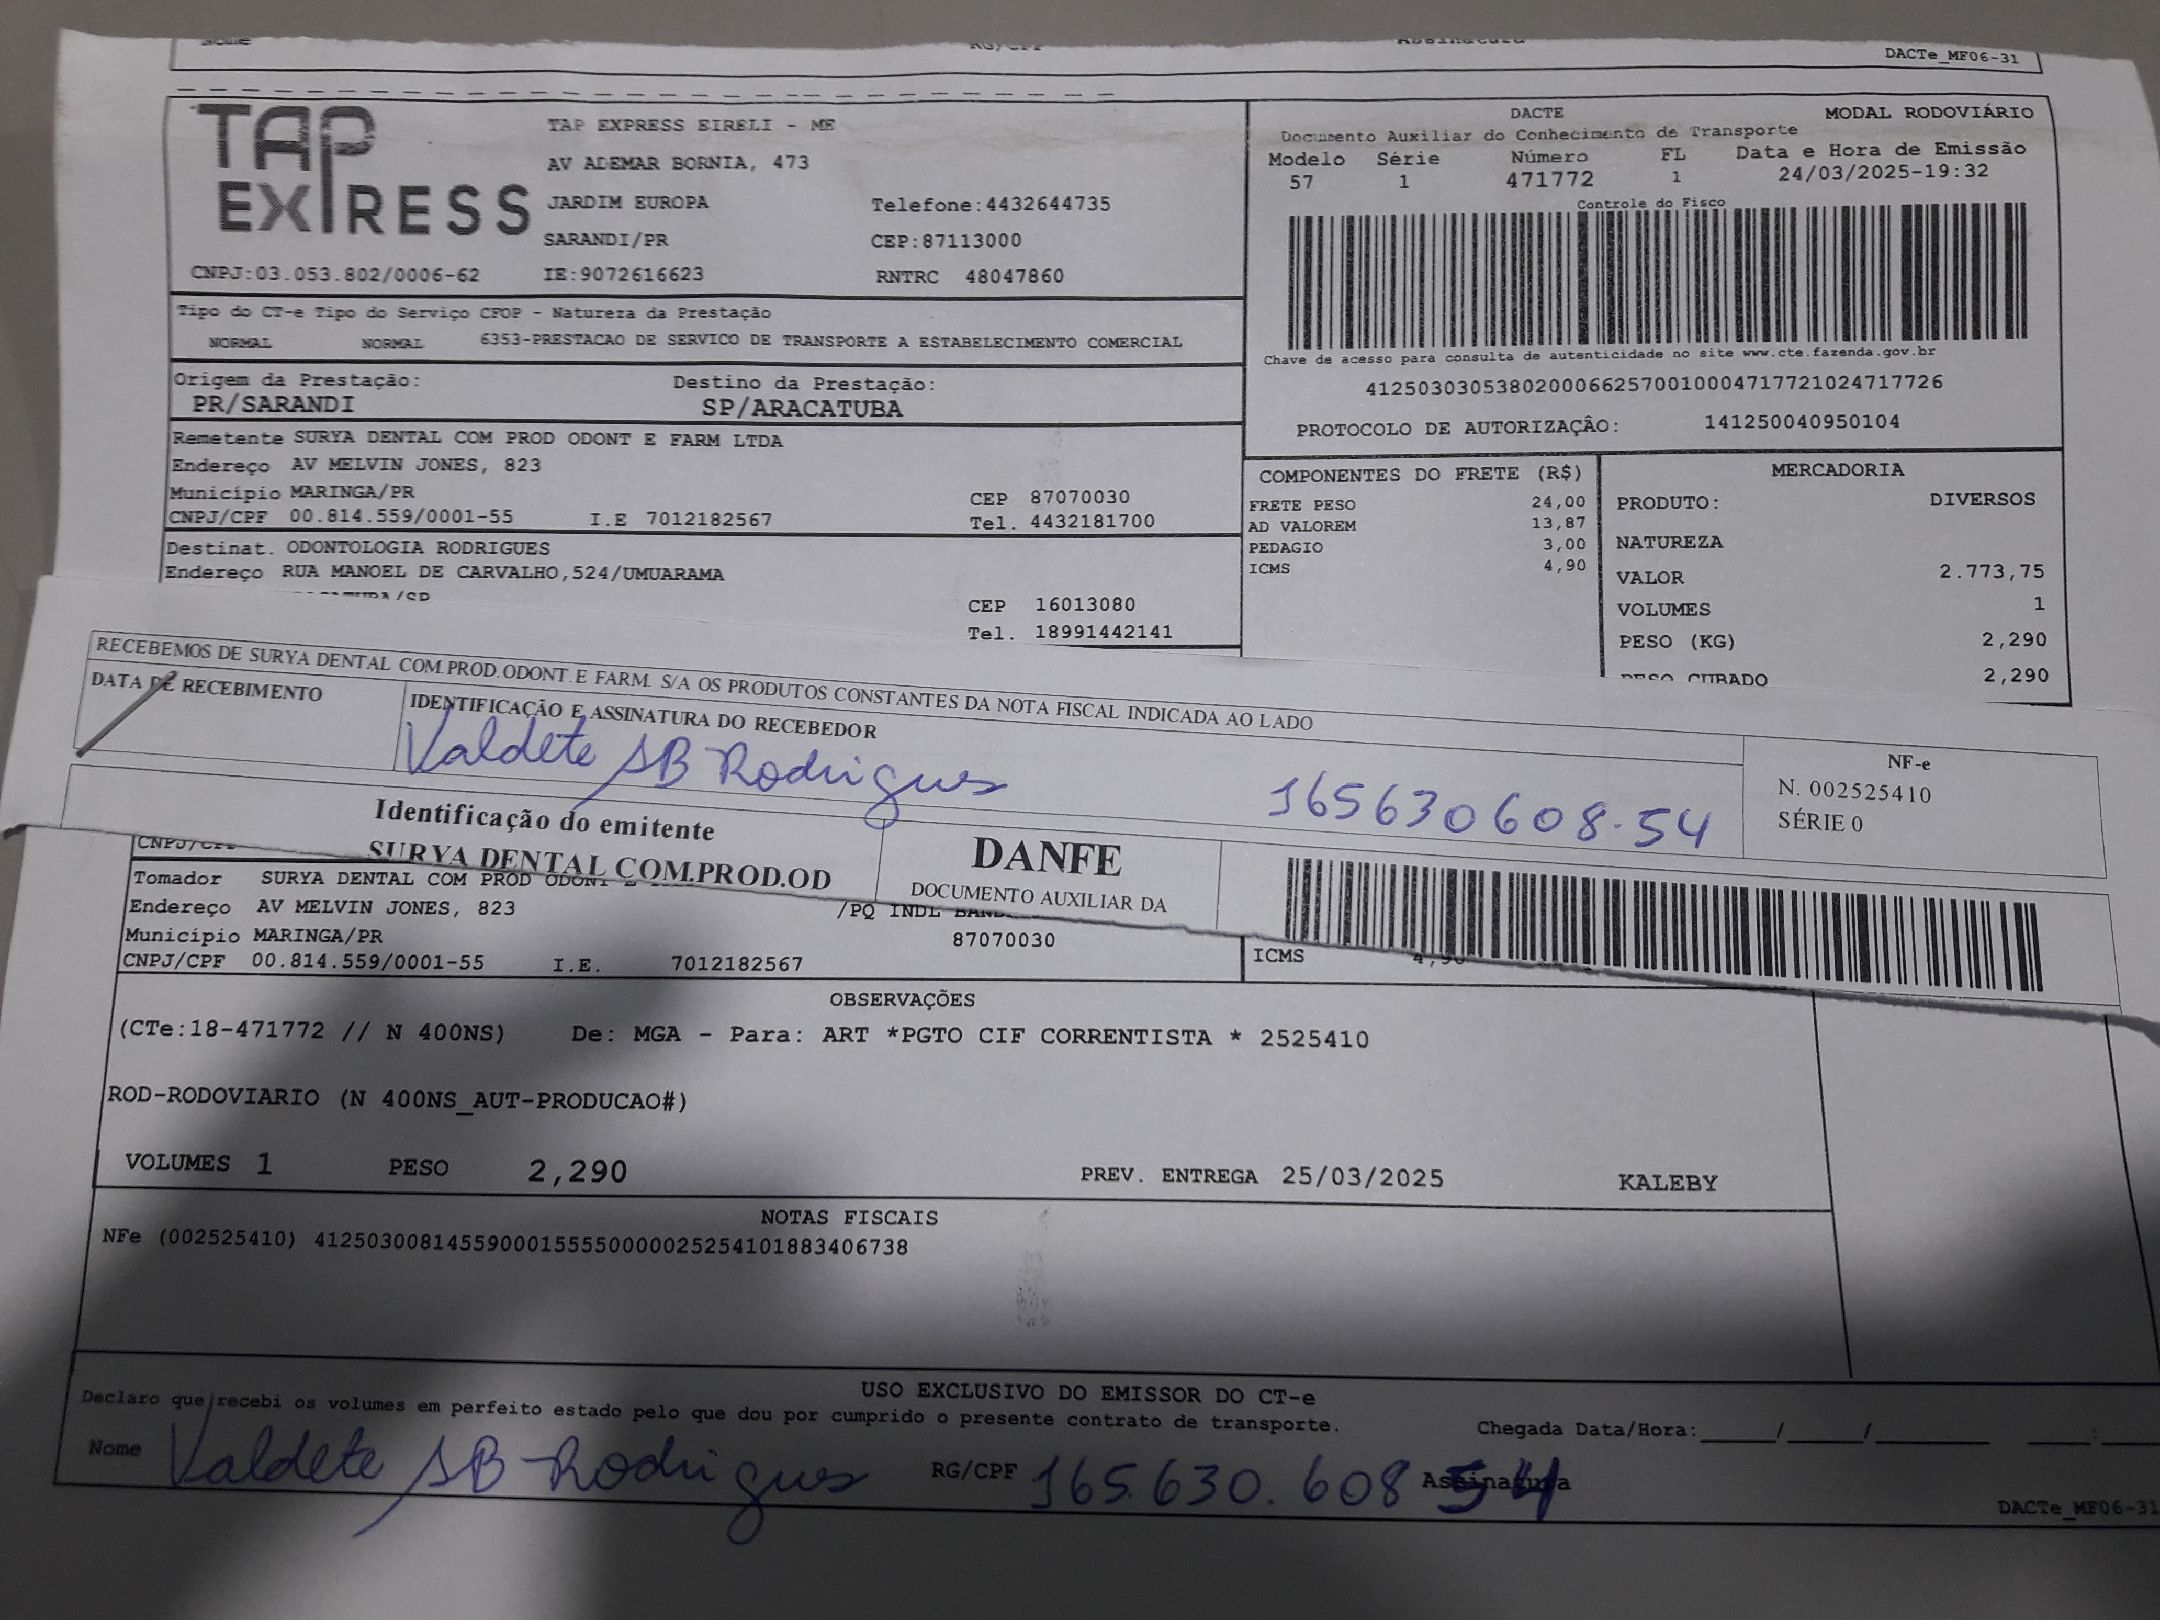 DACTe_MF06-31
TAP EXPRESS
TAP EXPRESS EIRELI - ME
AV ADEMAR BORNIA, 473
JARDIM EUROPA Telefone:4432644735
SARANDI/PR CEP:87113000
CNPJ:03.053.802/0006-62 IE:9072616623 RNTRC 48047860
DACTE MODAL RODOVIÁRIO
Documento Auxiliar do Conhecimento de Transporte
Modelo Série Número FL Data e Hora de Emissão
57 1 471772 1 24/03/2025-19:32
Controle do Fisco
Chave de acesso para consulta de autenticidade no site www.cte.fazenda.gov.br
41250303053802000662570010004717721024717726
PROTOCOLO DE AUTORIZAÇÂO: 141250040950104
Tipo do CT-e Tipo do Serviço CFOP - Natureza da Prestação
NORMAL NORMAL 6353-PRESTACAO DE SERVICO DE TRANSPORTE A ESTABELECIMENTO COMERCIAL
Origem da Prestação: Destino da Prestação:
PR/SARANDI SP/ARACATUBA
Remetente SURYA DENTAL COM PROD ODONT E FARM LTDA
Endereço AV MELVIN JONES, 823
Município MARINGA/PR CEP 87070030
CNPJ/CPF 00.814.559/0001-55 I.E 7012182567 Tel. 4432181700
Destinat. ODONTOLOGIA RODRIGUES
Endereço RUA MANOEL DE CARVALHO,524/UMUARAMA
CEP 16013080
Tel. 18991442141
COMPONENTES DO FRETE (R$)
FRETE PESO 24,00
AD VALOREM 13,87
PEDAGIO 3,00
ICMS 4,90
MERCADORIA
PRODUTO: DIVERSOS
NATUREZA
VALOR 2.773,75
VOLUMES 1
PESO (KG) 2,290
PESO CUBADO 2,290
RECEBEMOS DE SURYA DENTAL COM.PROD.ODONT.E FARM. S/A OS PRODUTOS CONSTANTES DA NOTA FISCAL INDICADA AO LADO
DATA DE RECEBIMENTO IDENTIFICAÇÃO E ASSINATURA DO RECEBEDOR
Valdete SB Rodrigues 165630608-54
NF-e
N. 002525410
SÉRIE 0
Identificação do emitente
SURYA DENTAL COM.PROD.OD
DANFE
DOCUMENTO AUXILIAR DA
CNPJ/CPF
Tomador SURYA DENTAL COM PROD ODONT E
Endereço AV MELVIN JONES, 823 /PQ INDL
Município MARINGA/PR 87070030
CNPJ/CPF 00.814.559/0001-55 I.E. 7012182567
ICMS 4,90
OBSERVAÇÕES
(CTe:18-471772 // N 400NS) De: MGA - Para: ART *PGTO CIF CORRENTISTA * 2525410
ROD-RODOVIARIO (N 400NS_AUT-PRODUCAO#)
VOLUMES 1 PESO 2,290 PREV. ENTREGA 25/03/2025 KALEBY
NOTAS FISCAIS
NFe (002525410) 41250300814559000155550000025254101883406738
USO EXCLUSIVO DO EMISSOR DO CT-e
Declaro que recebi os volumes em perfeito estado pelo que dou por cumprido o presente contrato de transporte. Chegada Data/Hora:_____/_____/________ ____:____
Nome Valdete SB Rodrigues RG/CPF 165.630.608 54 Assinatura
DACTe_MF06-31